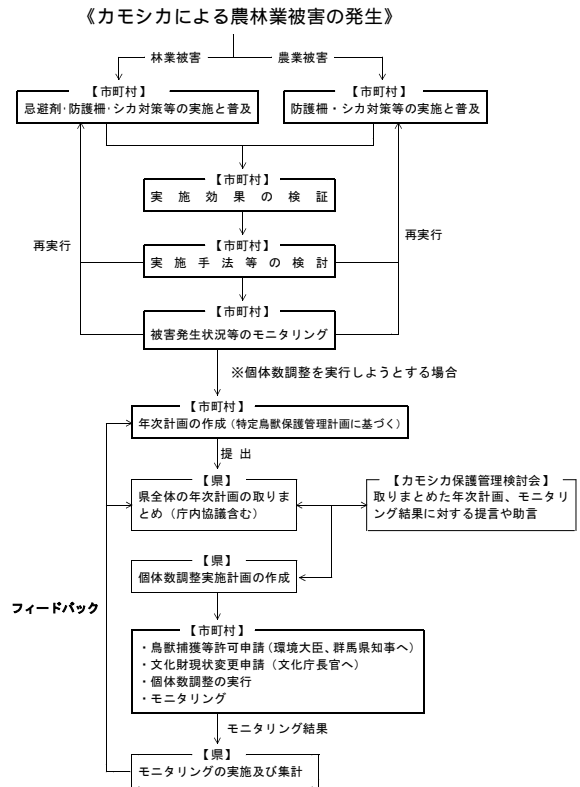 《カモシカによる農林業被害の発生》
林業被害
農業被害
【市町村】
忌避剤・防護柵・シカ対策等の実施と普及
【市町村】
防護柵・シカ対策等の実施と普及
【市町村】
実施効果の検証
再実行
再実行
【市町村】
実施手法等の検討
【市町村】
被害発生状況等のモニタリング
※個体数調整を実行しようとする場合
【市町村】
年次計画の作成（特定鳥獣保護管理計画に基づく）
提出
【県】
県全体の年次計画の取りま
とめ（庁内協議含む）
【カモシカ保護管理検討会】
取りまとめた年次計画、モニタリ
ング結果に対する提言や助言
【県】
個体数調整実施計画の作成
フィードバック
【市町村】
・鳥獣捕獲等許可申請（環境大臣、群馬県知事へ）
・文化財現状変更申請（文化庁長官へ）
・個体数調整の実行
・モニタリング
モニタリング結果
【県】
モニタリングの実施及び集計